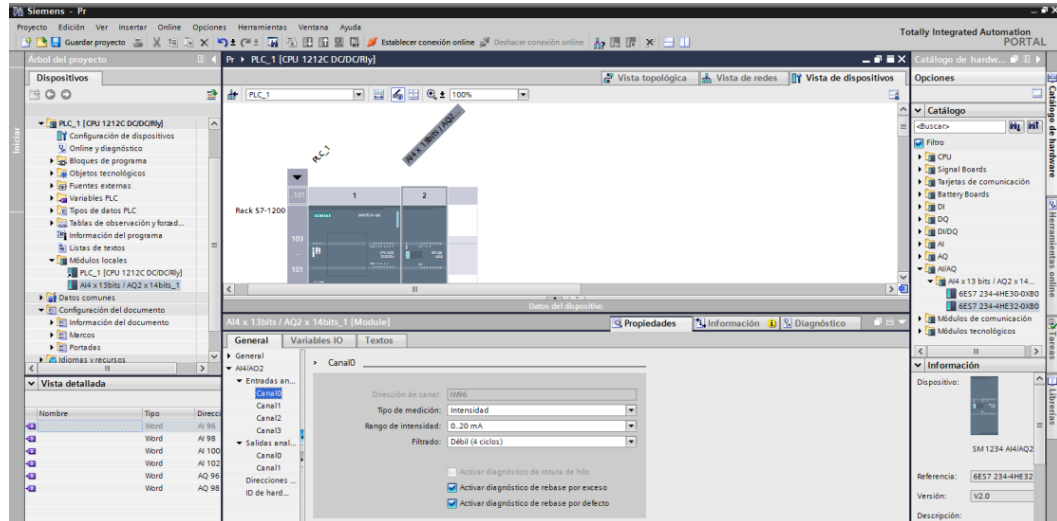 Siemens - Pr
Proyecto Edición Ver Insertar Online Opciones Herramientas Ventana Ayuda
Guardar proyecto Establecer conexión online Deshacer conexión online
Totally Integrated Automation
PORTAL
Iniciar
Árbol del proyecto
Dispositivos
PLC_1 [CPU 1212C DC/DC/Rly]
Configuración de dispositivos
Online y diagnóstico
Bloques de programa
Objetos tecnológicos
Fuentes externas
Variables PLC
Tipos de datos PLC
Tablas de observación y forzad...
Información del programa
Listas de textos
Módulos locales
PLC_1 [CPU 1212C DC/DC/Rly]
AI4 x 13bits / AQ2 x 14bits_1
Datos comunes
Configuración del documento
Información del documento
Marcos
Portadas
Idiomas y recursos
Vista detallada
Nombre Tipo Direcci
Word AI 96
Word AI 98
Word AI 100
Word AI 102
Word AQ 96
Word AQ 98
Pr PLC_1 [CPU 1212C DC/DC/Rly]
Vista topológica Vista de redes Vista de dispositivos
PLC_1 100%
PLC_1
AI4 x 13bits / AQ2
101 1 2
Rack S7-1200
SIEMENS
103
101
Datos del dispositivo
AI4 x 13bits / AQ2 x 14bits_1 [Module]
Propiedades Información Diagnóstico
General Variables IO Textos
General
AI4/AO2
Entradas an...
Canal0
Canal1
Canal2
Canal3
Salidas anal...
Canal0
Canal1
Direcciones ...
ID de hard...
Canal0
Dirección de canal: IW96
Tipo de medición: Intensidad
Rango de intensidad: 0..20 mA
Filtrado: Débil (4 ciclos)
Activar diagnóstico de rotura de hilo
Activar diagnóstico de rebase por exceso
Activar diagnóstico de rebase por defecto
Catálogo de hardw...
Opciones
Catálogo
<Buscar>
Filtro
CPU
Signal Boards
Tarjetas de comunicación
Battery Boards
DI
DQ
DI/DQ
AI
AQ
AI/AQ
AI4 x 13 bits / AQ2 x 14...
6ES7 234-4HE30-0XB0
6ES7 234-4HE32-0XB0
Módulos de comunicación
Módulos tecnológicos
Información
Dispositivo:
SM 1234 AI4/AQ2
Referencia: 6ES7 234-4HE32
Versión: V2.0
Descripción:
Catálogo de hardware
Herramientas online
Tareas
Librerías